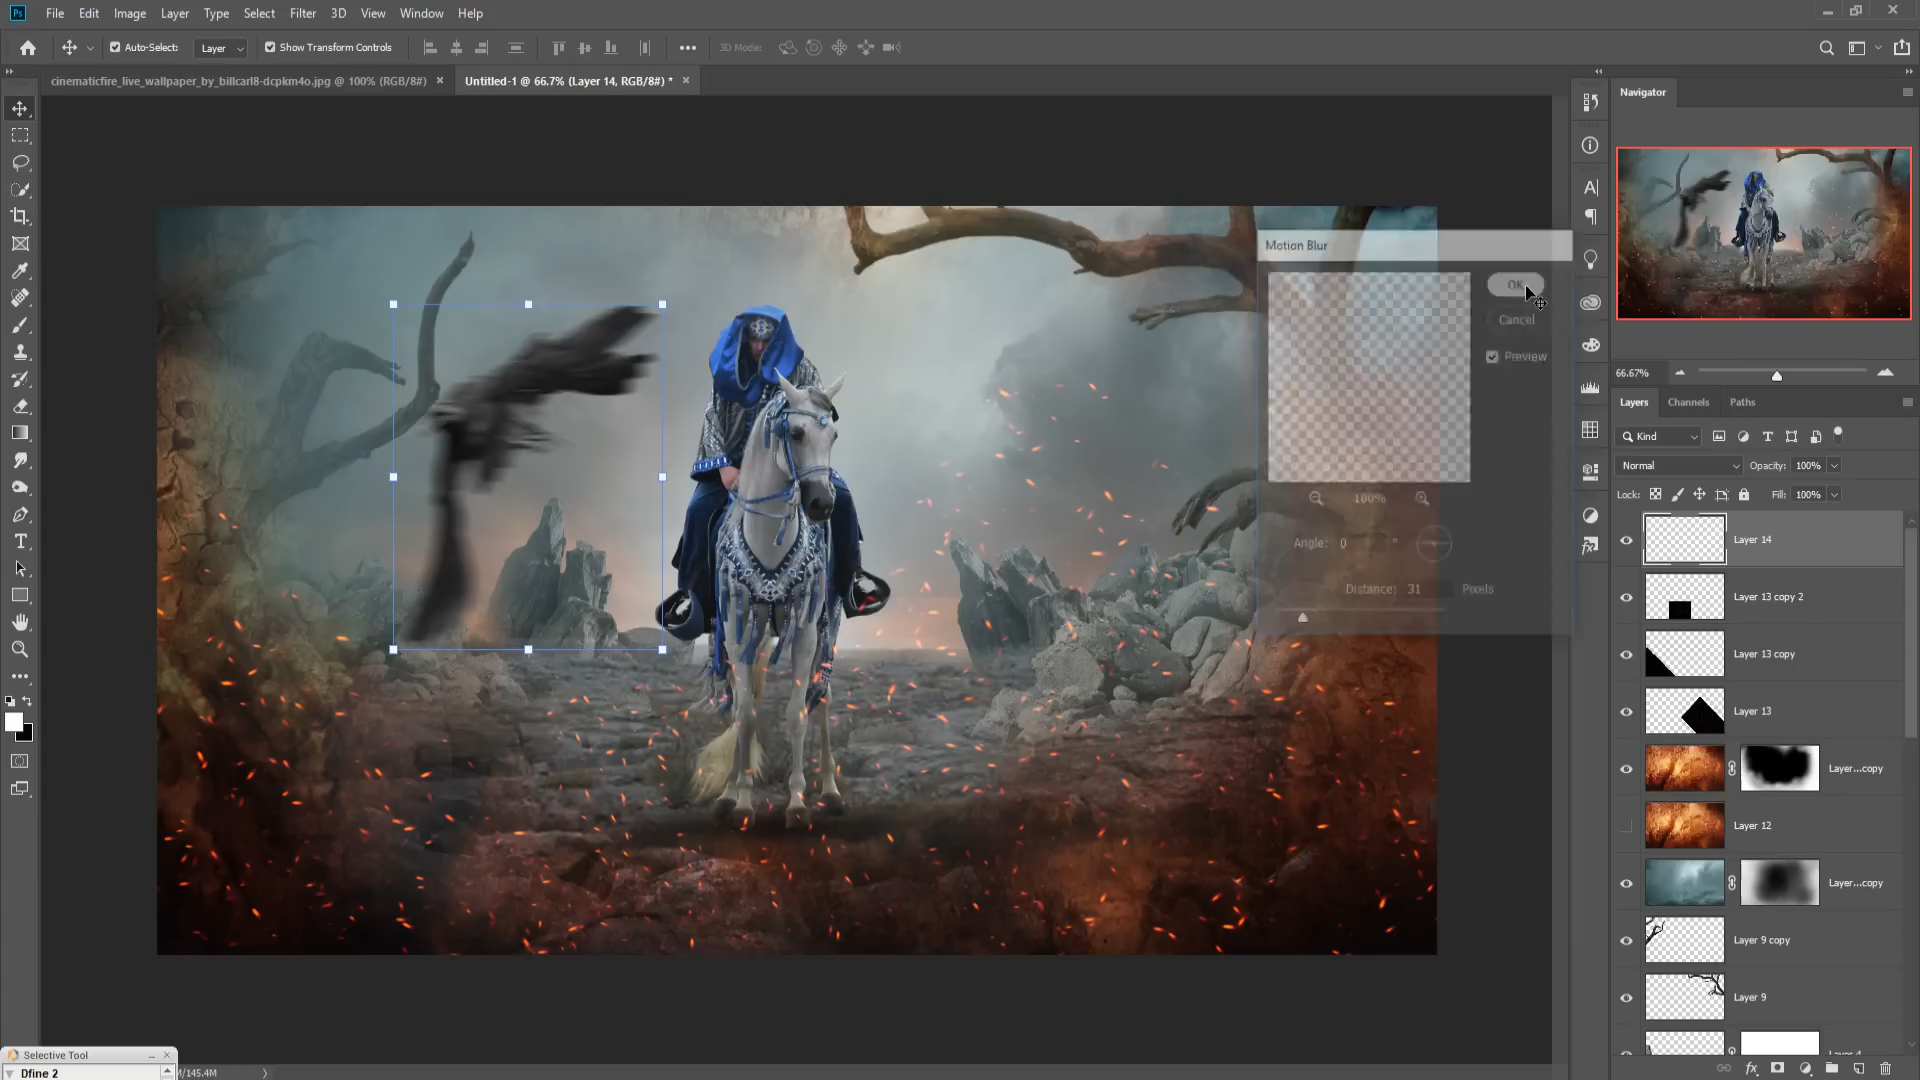 Ps File Edit Image Layer Type Select Filter 3D View Window Help
Auto-Select: Layer Show Transform Controls 3D Mode:
cinematicfire_live_wallpaper_by_billcarl8-dcpkm4o.jpg @ 100% (RGB/8#) × Untitled-1 @ 66.7% (Layer 14, RGB/8#) * ×
Navigator
Motion Blur
OK
Cancel
Preview
100%
Angle: 0 °
Distance: 31 Pixels
66.67%
Layers Channels Paths
Kind
Normal Opacity: 100%
Lock: Fill: 100%
Layer 14
Layer 13 copy 2
Layer 13 copy
Layer 13
Layer...copy
Layer 12
Layer...copy
Layer 9 copy
Layer 9
Selective Tool
Dfine 2
M/145.4M